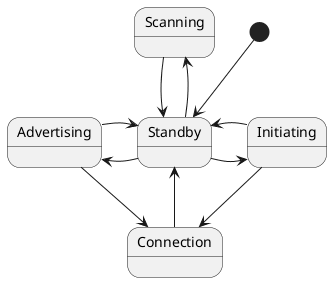 Scanning
Advertising
Standby
Initiating
Connection